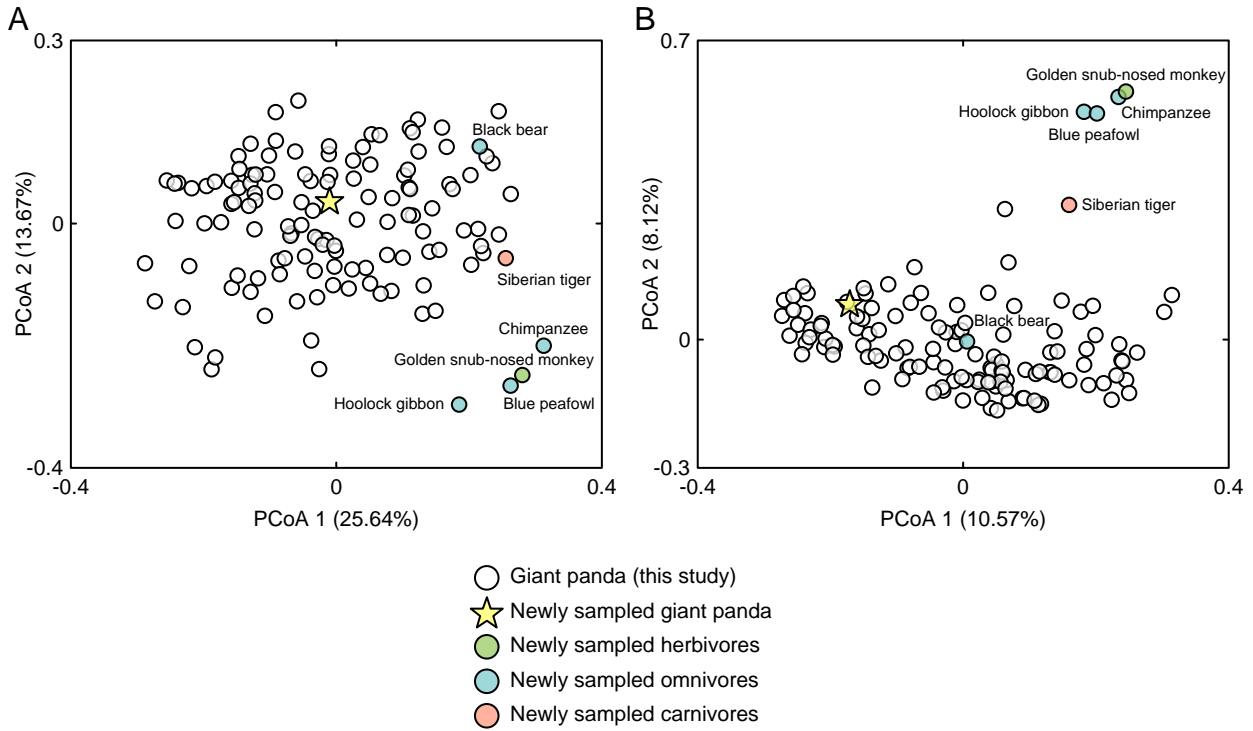 A
0.3
0
-0.4
PCoA 2 (13.67%)
Black bear
Siberian tiger
Chimpanzee
Golden snub-nosed monkey
Hoolock gibbon
Blue peafowl
-0.4
0
0.4
PCoA 1 (25.64%)
B
0.7
0
-0.3
PCoA 2 (8.12%)
Golden snub-nosed monkey
Hoolock gibbon
Chimpanzee
Blue peafowl
Siberian tiger
Black bear
-0.4
0
0.4
PCoA 1 (10.57%)
Giant panda (this study)
Newly sampled giant panda
Newly sampled herbivores
Newly sampled omnivores
Newly sampled carnivores